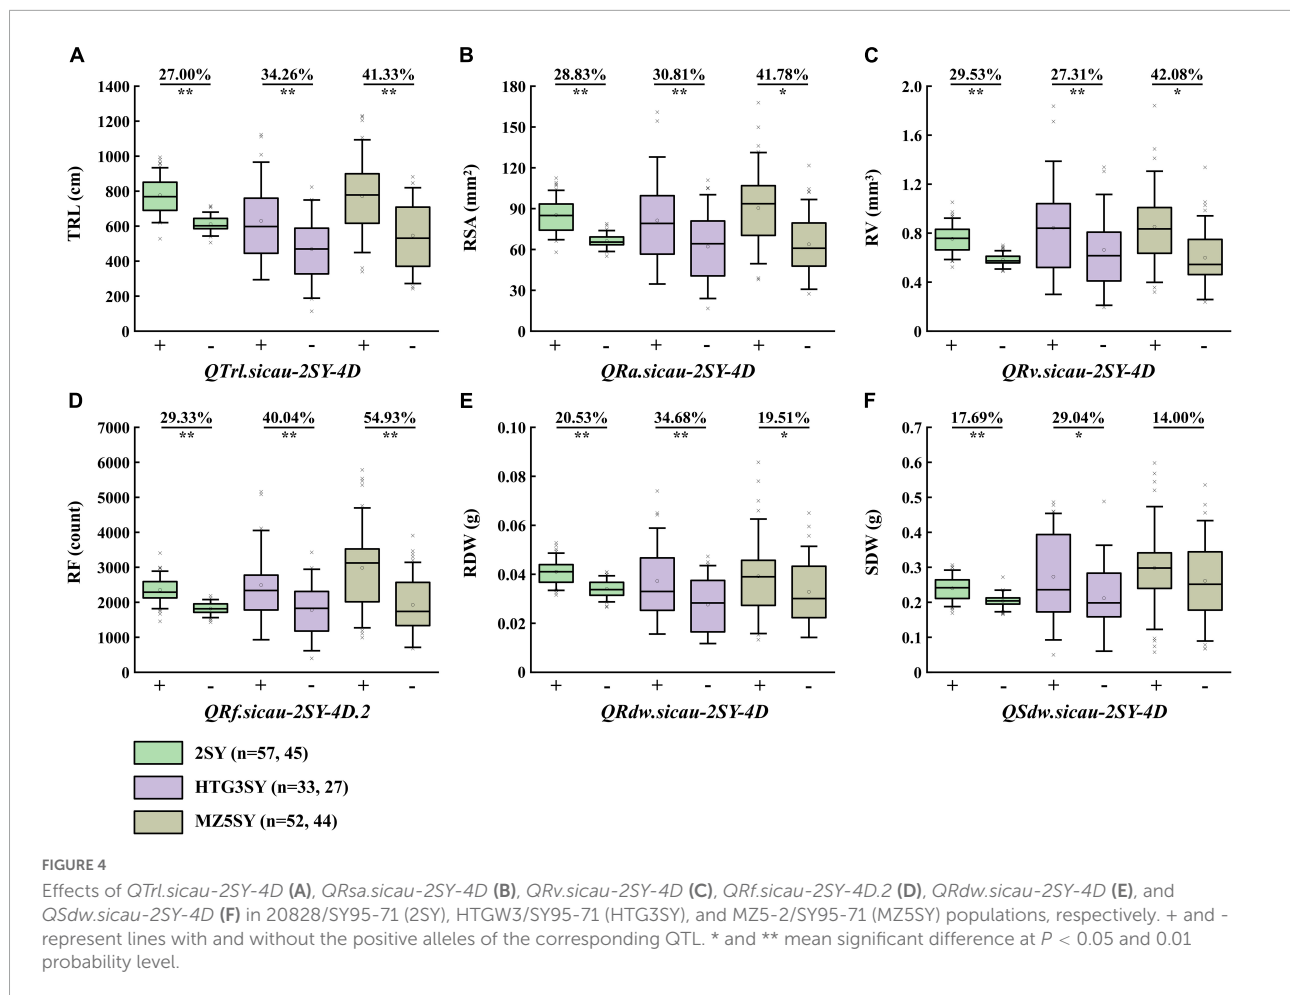 A B C
27.00% 34.26% 41.33% 28.83% 30.81% 41.78% 29.53% 27.31% 42.08%
** ** ** ** ** * ** ** *
TRL (cm)
1400
1200
1000
800
600
400
200
0
RSA (mm²)
180
150
120
90
60
30
0
RV (mm³)
2.0
1.6
1.2
0.8
0.4
0
+ - + - + - + - + - + - + - + - + -
QTrl.sicau-2SY-4D QRa.sicau-2SY-4D QRv.sicau-2SY-4D
D E F
29.33% 40.04% 54.93% 20.53% 34.68% 19.51% 17.69% 29.04% 14.00%
** ** ** ** ** * ** *
RF (count)
7000
6000
5000
4000
3000
2000
1000
0
RDW (g)
0.10
0.08
0.06
0.04
0.02
0
SDW (g)
0.7
0.6
0.5
0.4
0.3
0.2
0.1
0
+ - + - + - + - + - + - + - + - + -
QRf.sicau-2SY-4D.2 QRdw.sicau-2SY-4D QSdw.sicau-2SY-4D
2SY (n=57, 45)
HTG3SY (n=33, 27)
MZ5SY (n=52, 44)
FIGURE 4
Effects of QTrl.sicau-2SY-4D (A), QRsa.sicau-2SY-4D (B), QRv.sicau-2SY-4D (C), QRf.sicau-2SY-4D.2 (D), QRdw.sicau-2SY-4D (E), and
QSdw.sicau-2SY-4D (F) in 20828/SY95-71 (2SY), HTGW3/SY95-71 (HTG3SY), and MZ5-2/SY95-71 (MZ5SY) populations, respectively. + and -
represent lines with and without the positive alleles of the corresponding QTL. * and ** mean significant difference at P < 0.05 and 0.01
probability level.